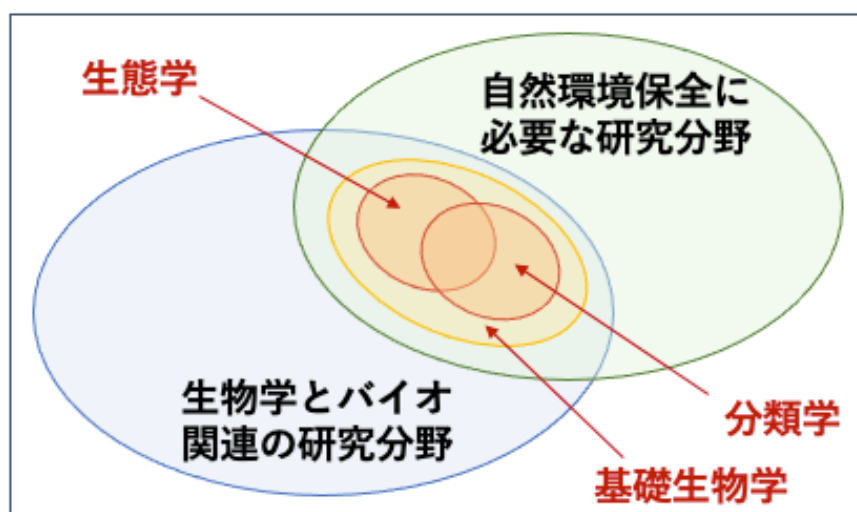 生態学
自然環境保全に
必要な研究分野
生物学とバイオ
関連の研究分野
分類学
基礎生物学